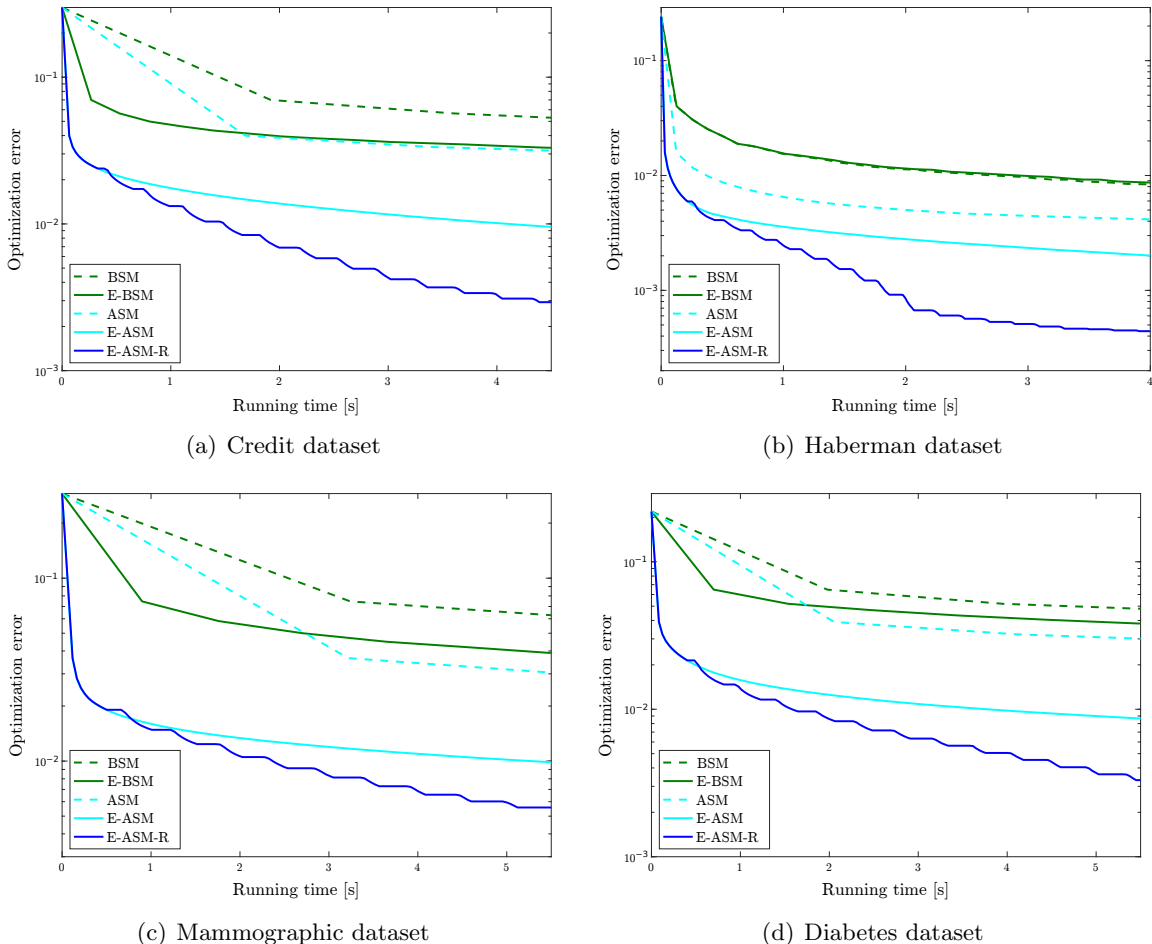 10⁻¹
10⁻²
10⁻³
Optimization error
BSM
E-BSM
ASM
E-ASM
E-ASM-R
0 1 2 3 4
Running time [s]
(a) Credit dataset
10⁻¹
10⁻²
10⁻³
Optimization error
BSM
E-BSM
ASM
E-ASM
E-ASM-R
0 1 2 3 4
Running time [s]
(b) Haberman dataset
10⁻¹
10⁻²
Optimization error
BSM
E-BSM
ASM
E-ASM
E-ASM-R
0 1 2 3 4 5
Running time [s]
(c) Mammographic dataset
10⁻¹
10⁻²
10⁻³
Optimization error
BSM
E-BSM
ASM
E-ASM
E-ASM-R
0 1 2 3 4 5
Running time [s]
(d) Diabetes dataset